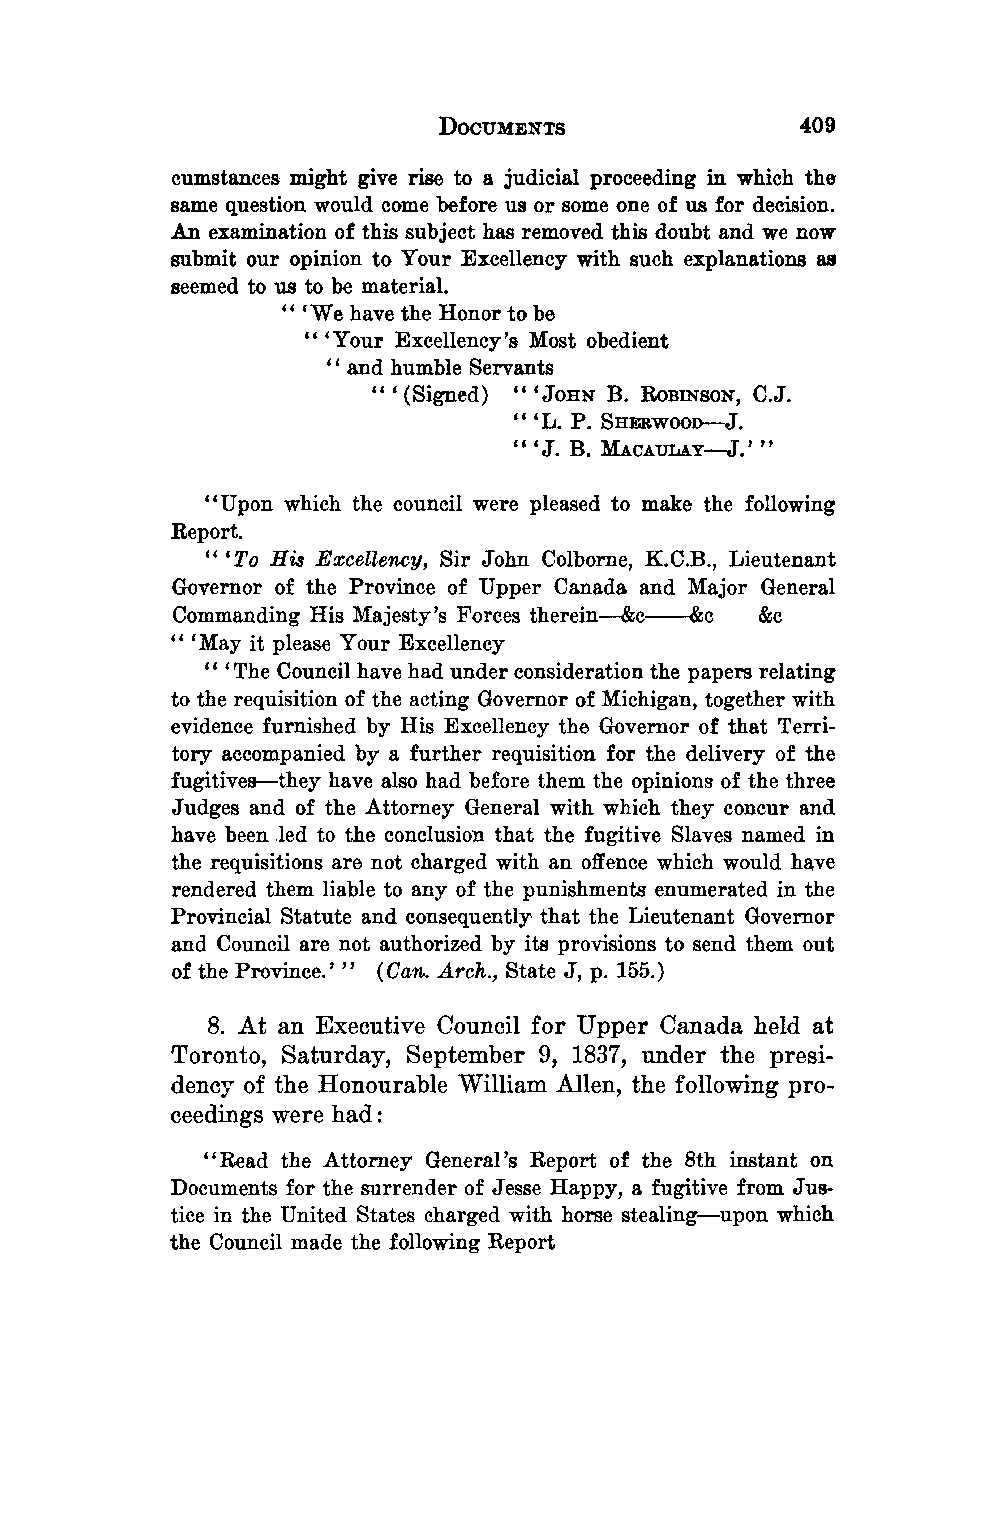 DOCUMENTS 409
cumstances might give rise to a judicial proceeding in which the
same question would come before us or some one of us for decision.
An examination of this subject has removed this doubt and we now
submit our opinion to Your Excellency with such explanations as
seemed to us to be material.
“ ‘We have the Honor to be
“ ‘Your Excellency’s Most obedient
“ and humble Servants
“ ‘ (Signed) “ ‘JOHN B. ROBINSON, C.J.
“ ‘L. P. SHERWOOD—J.
“ ‘J. B. MACAULAY—J.’ ”
“Upon which the council were pleased to make the following
Report.
“ ‘To His Excellency, Sir John Colborne, K.C.B., Lieutenant
Governor of the Province of Upper Canada and Major General
Commanding His Majesty’s Forces therein—&c——&c &c
“ ‘May it please Your Excellency
“ ‘The Council have had under consideration the papers relating
to the requisition of the acting Governor of Michigan, together with
evidence furnished by His Excellency the Governor of that Terri-
tory accompanied by a further requisition for the delivery of the
fugitives—they have also had before them the opinions of the three
Judges and of the Attorney General with which they concur and
have been led to the conclusion that the fugitive Slaves named in
the requisitions are not charged with an offence which would have
rendered them liable to any of the punishments enumerated in the
Provincial Statute and consequently that the Lieutenant Governor
and Council are not authorized by its provisions to send them out
of the Province.’ ” (Can. Arch., State J, p. 155.)
8. At an Executive Council for Upper Canada held at
Toronto, Saturday, September 9, 1837, under the presi-
dency of the Honourable William Allen, the following pro-
ceedings were had:
“Read the Attorney General’s Report of the 8th instant on
Documents for the surrender of Jesse Happy, a fugitive from Jus-
tice in the United States charged with horse stealing—upon which
the Council made the following Report